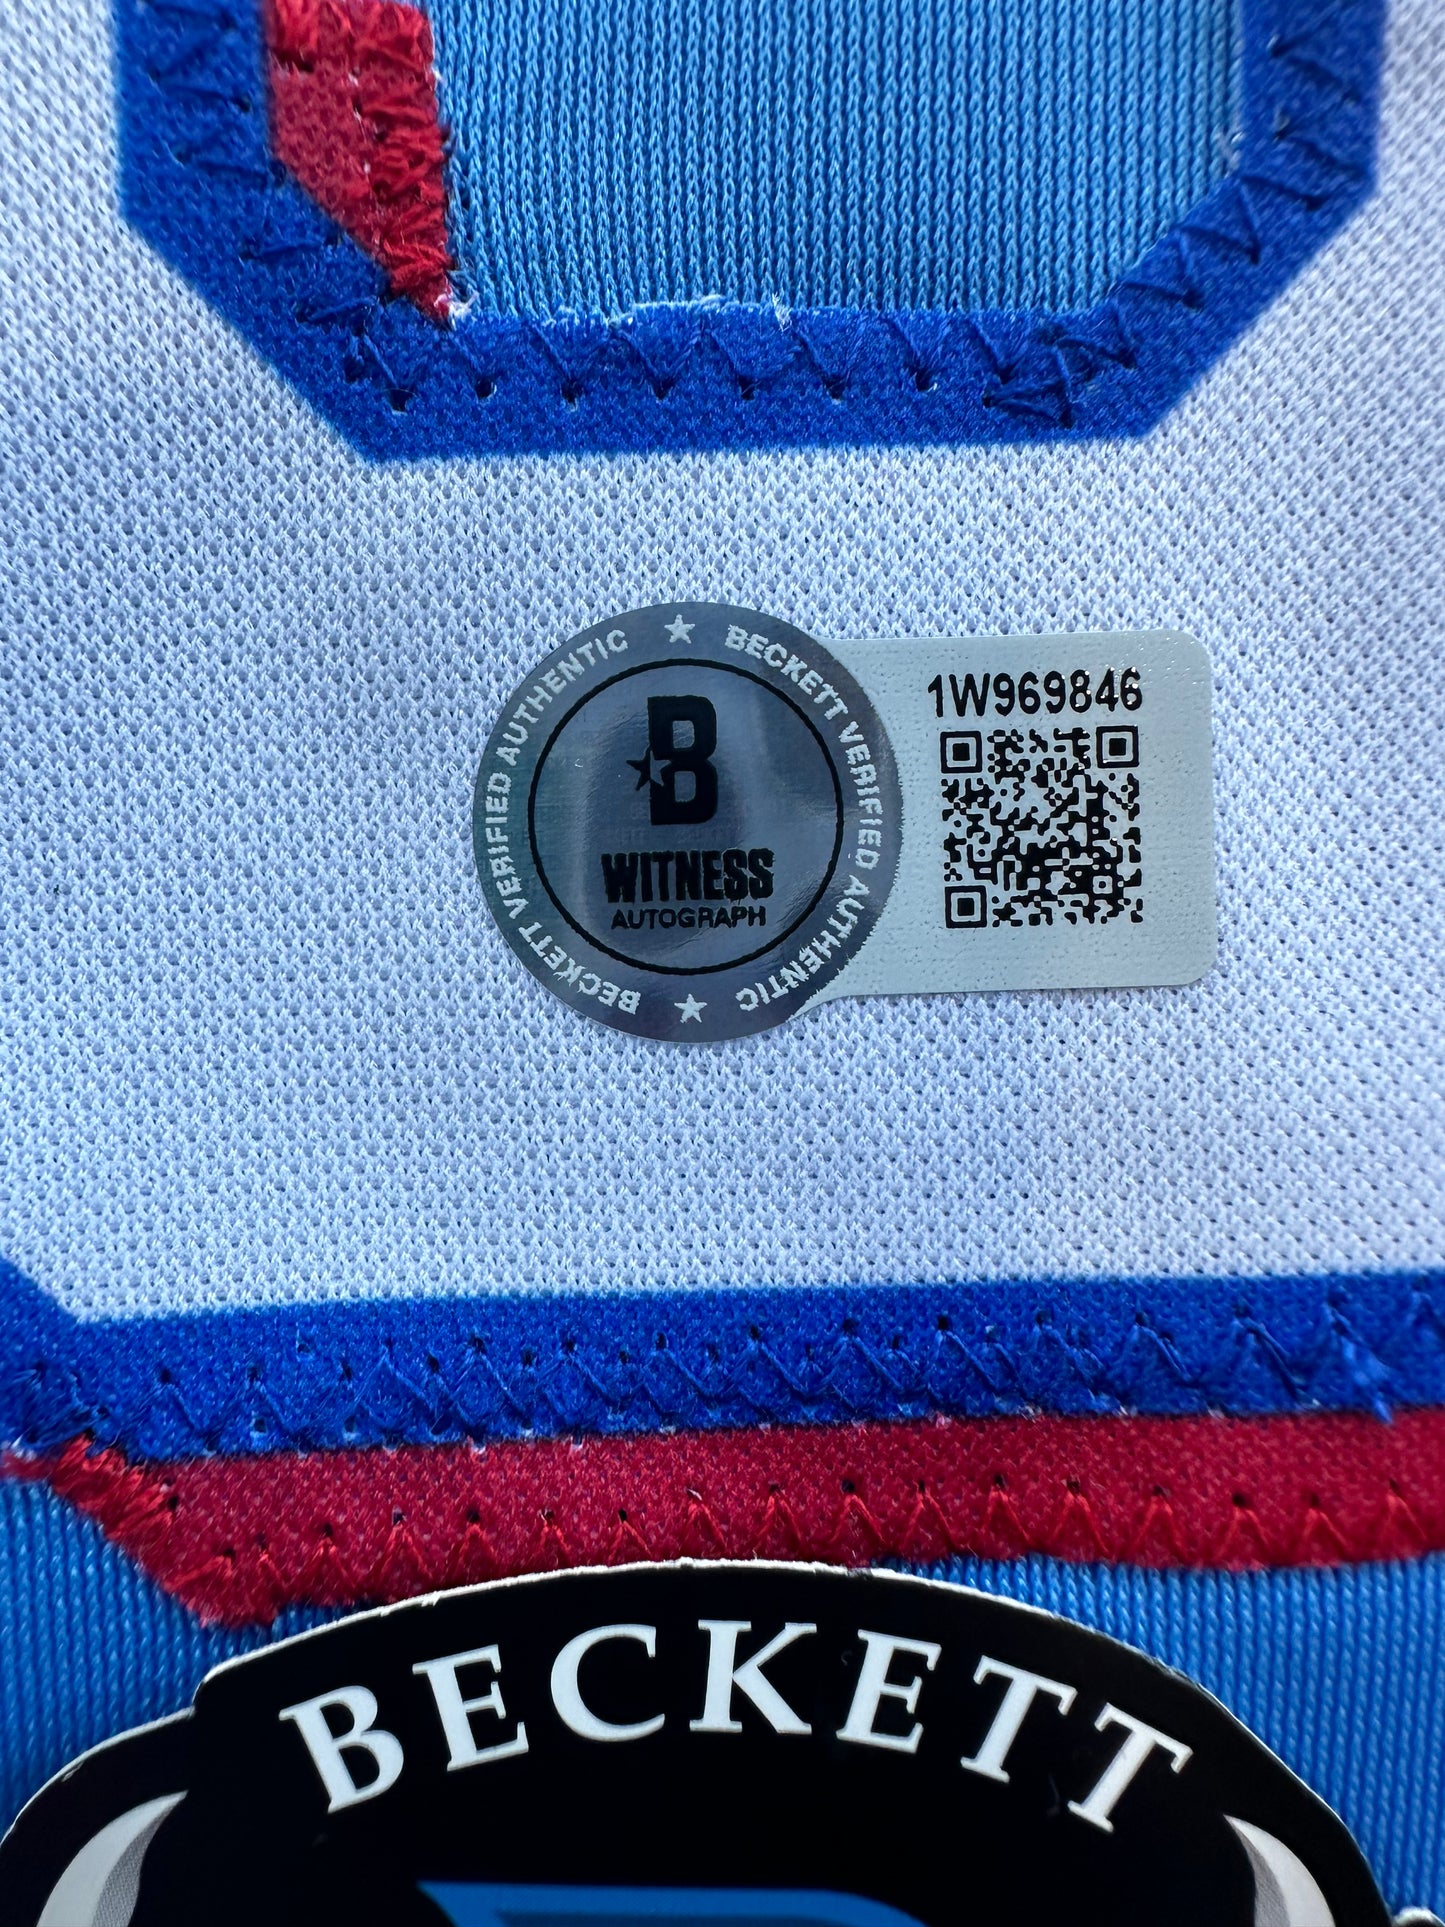 BECKETT VERIFIED AUTHENTIC ★ BECKETT VERIFIED AUTHENTIC ★
B
WITNESS
AUTOGRAPH
1W969846
BECKETT